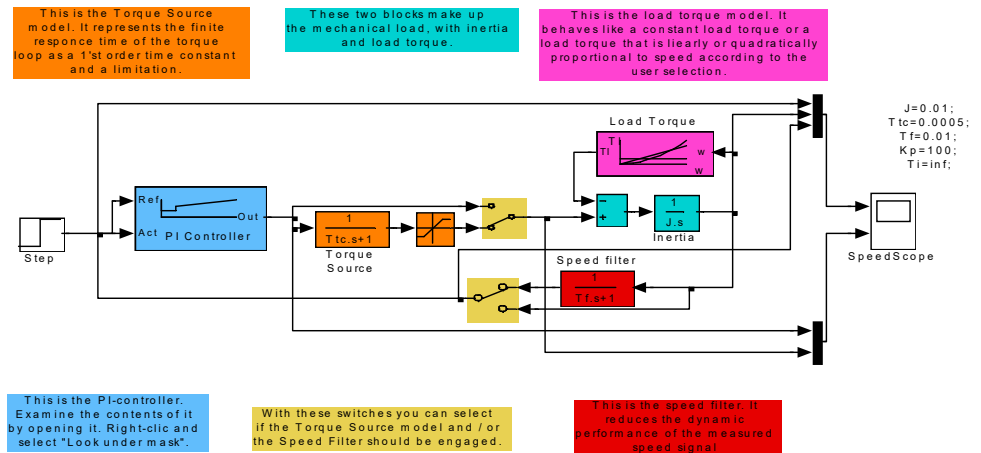 This is the Torque Source
model. It represents the finite
responce time of the torque
loop as a 1'st order time constant
and a limitation.
These two blocks make up
the mechanical load, with inertia
and load torque.
This is the load torque model. It
behaves like a constant load torque or a
load torque that is liearly or quadratically
proportional to speed according to the
user selection.
J=0.01;
Ttc=0.0005;
Tf=0.01;
Kp=100;
Ti=inf;
Load Torque
Tl
Tl
w
w
Ref
Out
Act
PI Controller
Step
1
Ttc.s+1
Torque
Source
−
+
1
J.s
Inertia
SpeedScope
Speed filter
1
Tf.s+1
This is the PI-controller.
Examine the contents of it
by opening it. Right-clic and
select "Look under mask".
With these switches you can select
if the Torque Source model and / or
the Speed Filter should be engaged.
This is the speed filter. it
reduces the dynamic
performance of the measured
speed signal